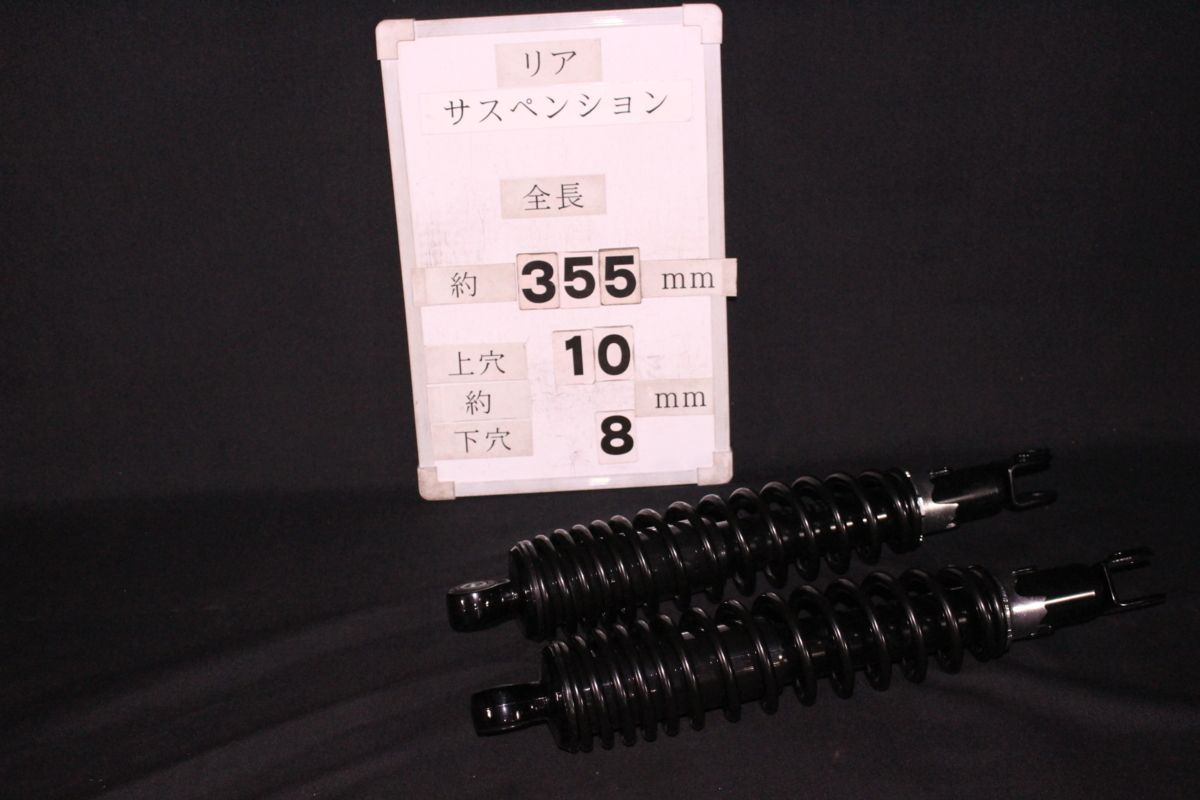 リア
サスペンション
全長
約 355 mm
上穴 10
約 mm
下穴 8